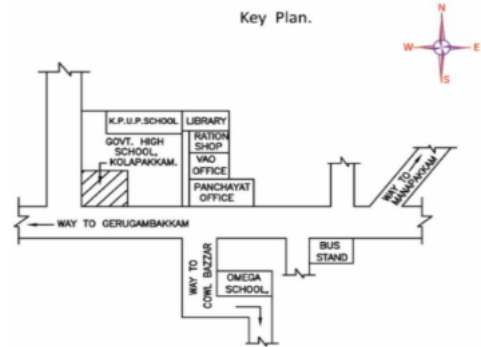 Key Plan.
N
W
E
S
K.P.U.P.SCHOOL
LIBRARY
GOVT. HIGH
SCHOOL,
KOLAPAKKAM.
RATION
SHOP
VAO
OFFICE
PANCHAYAT
OFFICE
WAY TO
MANAPAKKAM
WAY TO GERUGAMBAKKAM
WAY TO
COWL BAZZAR
BUS
STAND
OMEGA
SCHOOL,